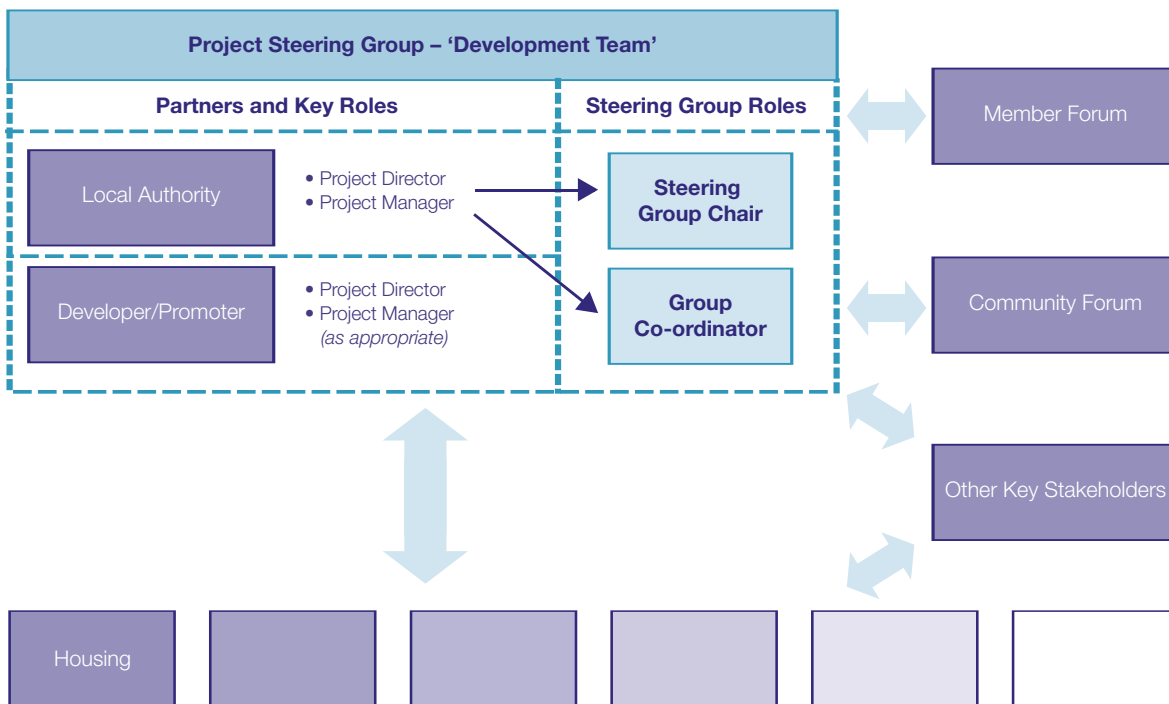 Project Steering Group – ‘Development Team’
Partners and Key Roles
Steering Group Roles
Local Authority
• Project Director
• Project Manager
Steering
Group Chair
Developer/Promoter
• Project Director
• Project Manager
(as appropriate)
Group
Co-ordinator
Member Forum
Community Forum
Other Key Stakeholders
Housing